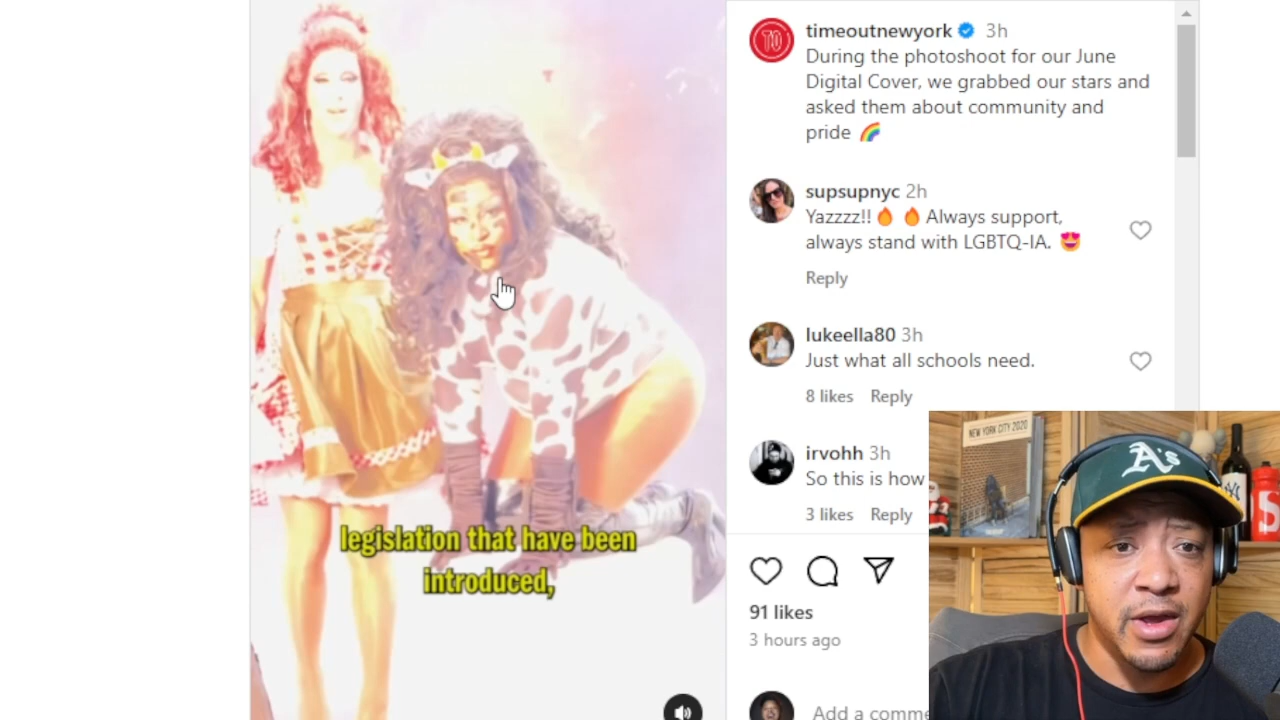 timeoutnewyork 3h
During the photoshoot for our June
Digital Cover, we grabbed our stars and
asked them about community and
pride 🌈
supsupnyc 2h
Yazzzz!!🔥 🔥 Always support,
always stand with LGBTQ-IA. 😍
Reply
lukeella80 3h
Just what all schools need.
8 likes Reply
irvohh 3h
So this is how
3 likes Reply
91 likes
3 hours ago
Add a comme
legislation that have been
introduced,
NEW YORK CITY 2020
A's
TO
S